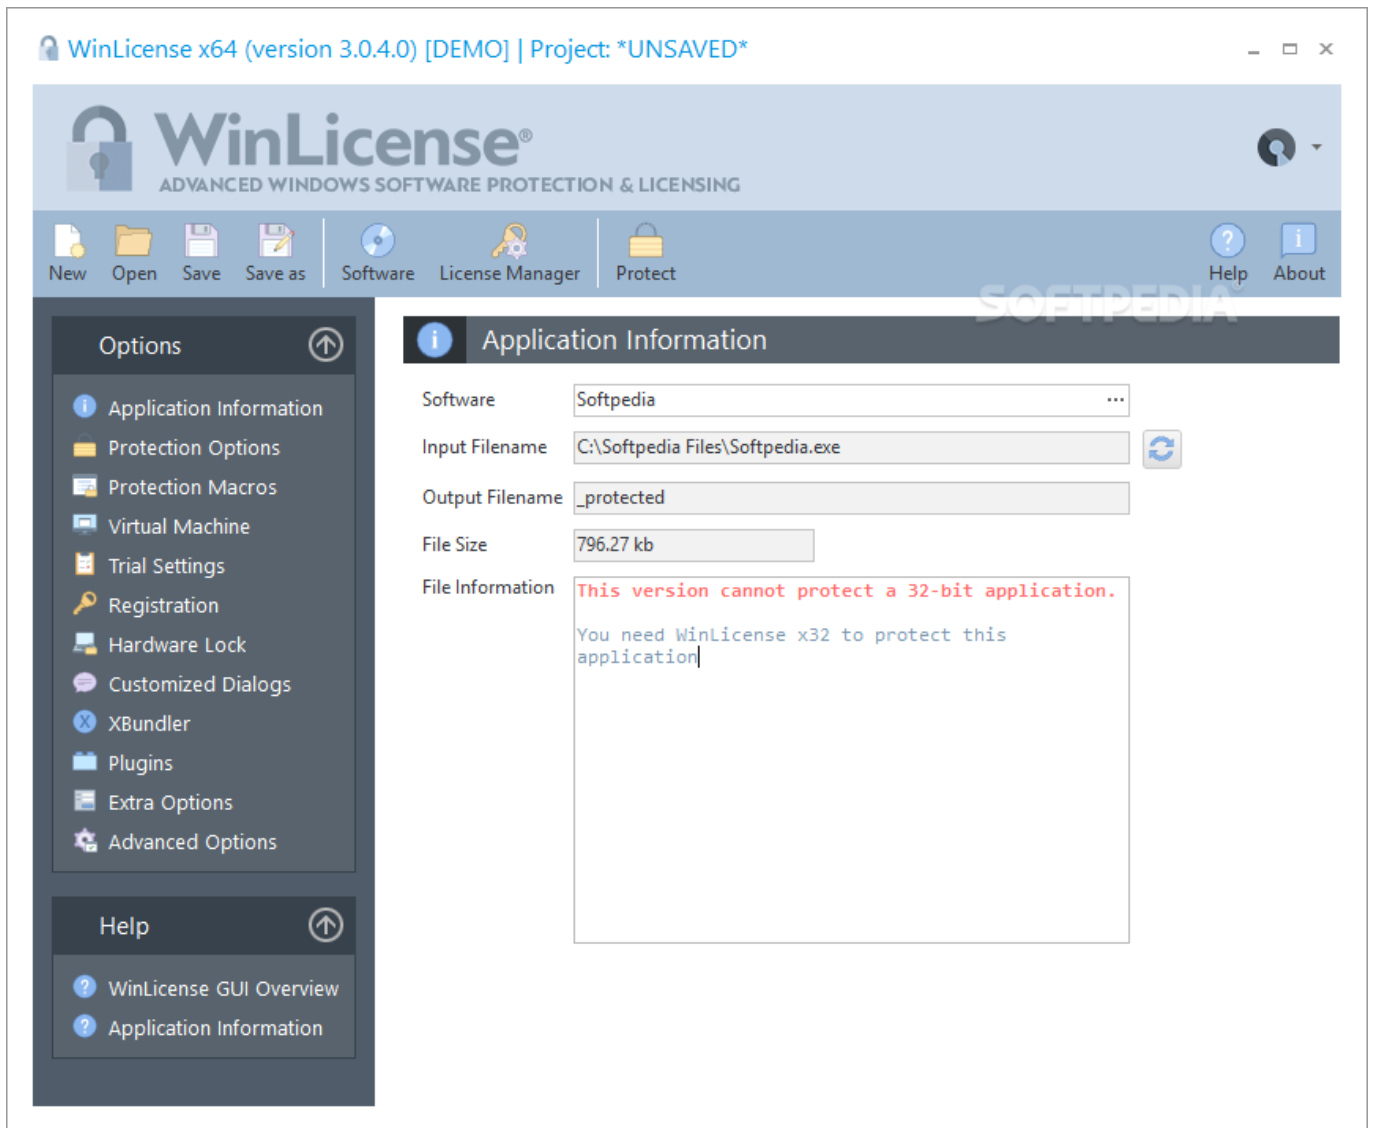 WinLicense x64 (version 3.0.4.0) [DEMO] | Project: *UNSAVED*
WinLicense®
ADVANCED WINDOWS SOFTWARE PROTECTION & LICENSING
New Open Save Save as Software License Manager Protect Help About
SOFTPEDIA®
Options
Application Information
Protection Options
Protection Macros
Virtual Machine
Trial Settings
Registration
Hardware Lock
Customized Dialogs
XBundler
Plugins
Extra Options
Advanced Options
Help
WinLicense GUI Overview
Application Information
Application Information
Software Softpedia ...
Input Filename C:\Softpedia Files\Softpedia.exe
Output Filename _protected
File Size 796.27 kb
File Information This version cannot protect a 32-bit application.
You need WinLicense x32 to protect this
application